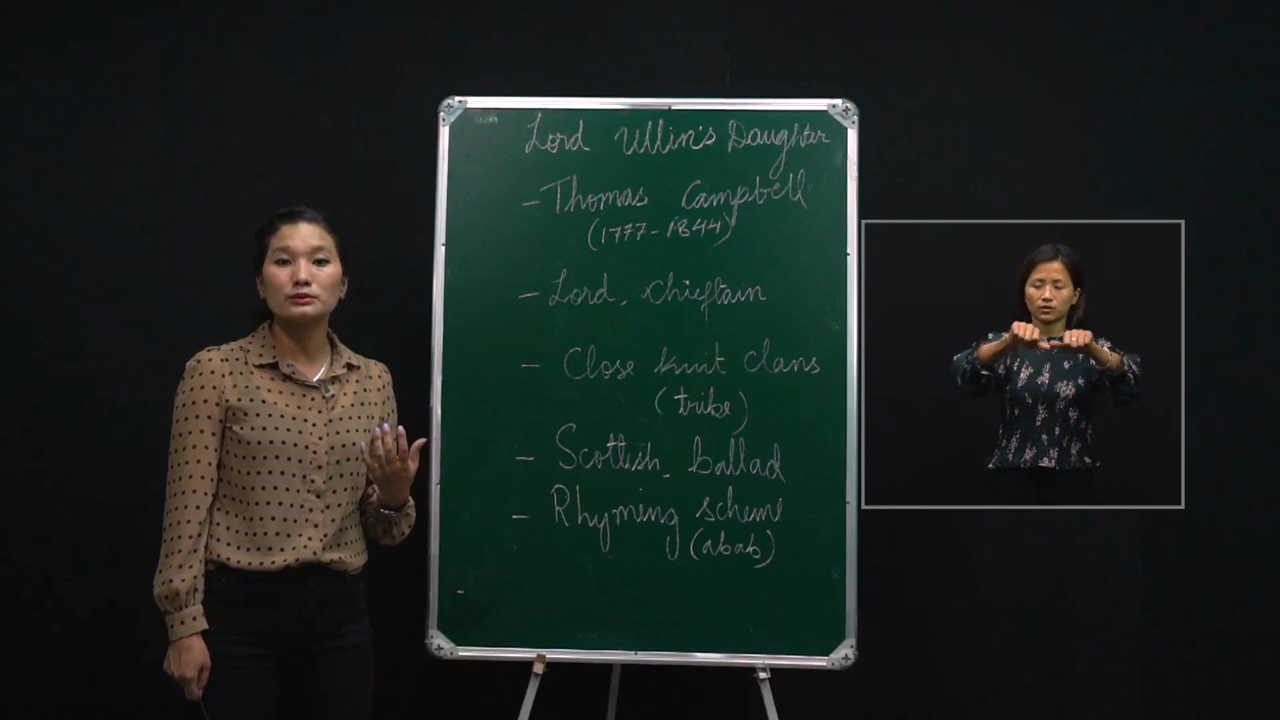 Lord Ullin's Daughter
- Thomas Campbell
(1777-1844)
- Lord, Chieftain
- Close knit clans
(tribe)
- Scottish ballad
- Rhyming scheme
(abab)